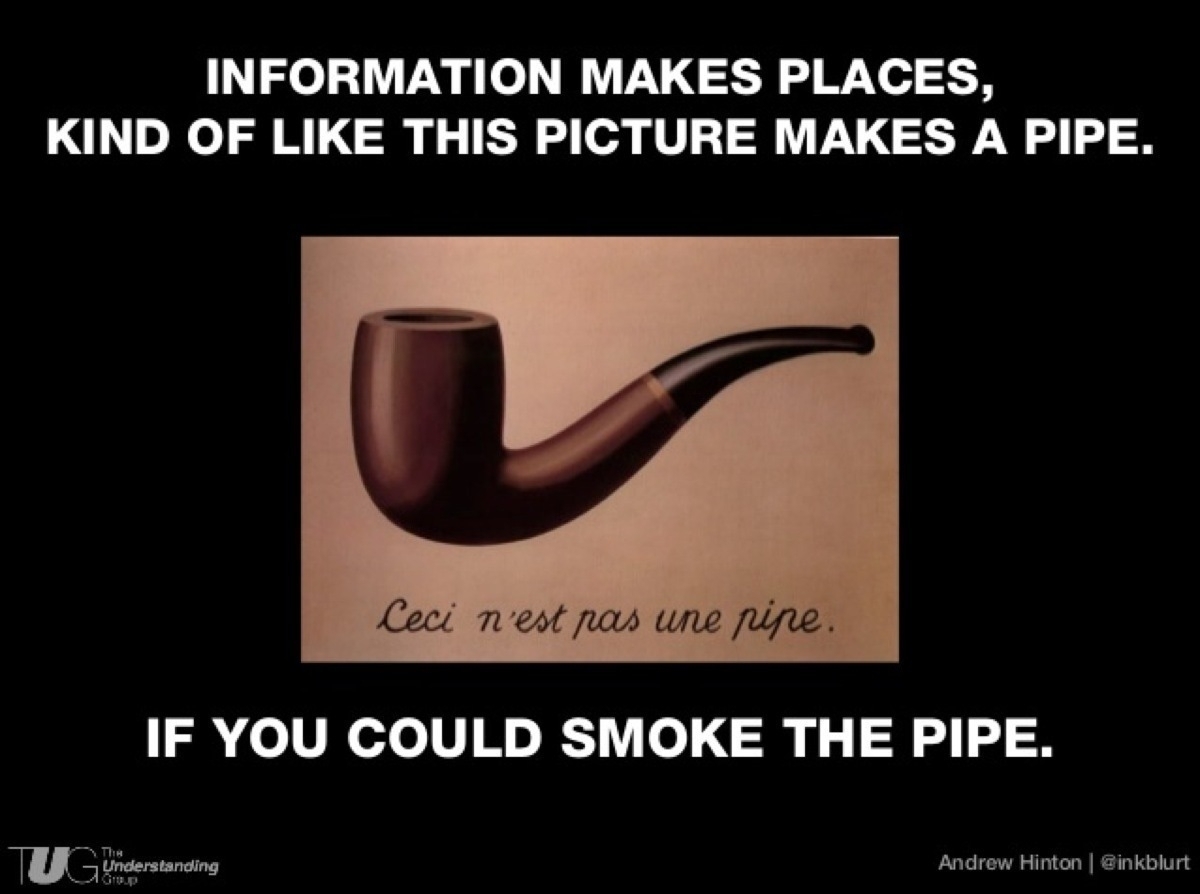 INFORMATION MAKES PLACES,
KIND OF LIKE THIS PICTURE MAKES A PIPE.
Ceci n'est pas une pipe.
IF YOU COULD SMOKE THE PIPE.
TUG The
Understanding
Group
Andrew Hinton | @inkblurt